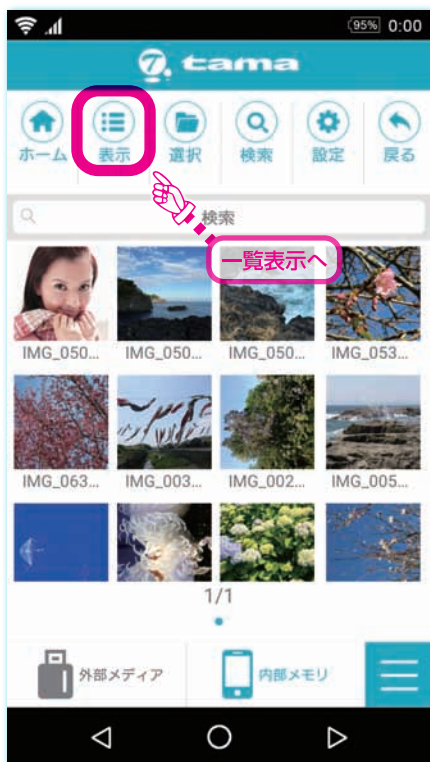 95% 0:00
tama
ホーム 表示 選択 検索 設定 戻る
検索
一覧表示へ
IMG_050... IMG_050... IMG_050... IMG_053...
IMG_063... IMG_003... IMG_002... IMG_005...
1/1
外部メディア 内部メモリ